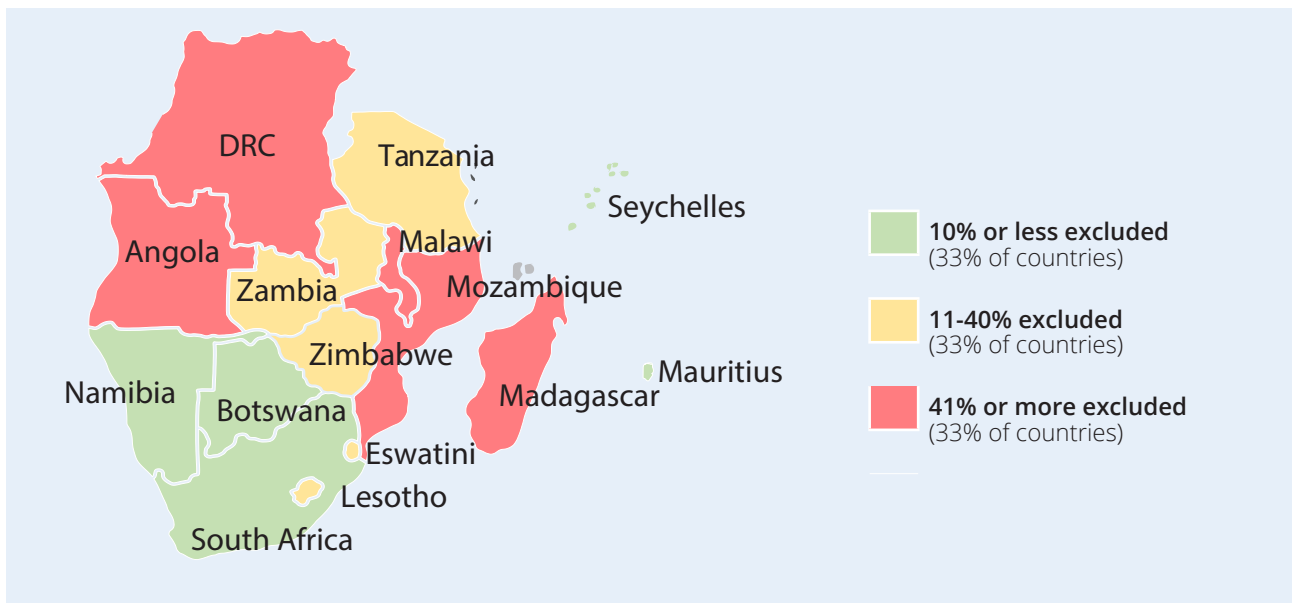 DRC
Tanzania
Seychelles
Angola
Malawi
Zambia
Mozambique
Zimbabwe
Mauritius
Namibia
Madagascar
Botswana
Eswatini
Lesotho
South Africa
10% or less excluded
(33% of countries)
11-40% excluded
(33% of countries)
41% or more excluded
(33% of countries)